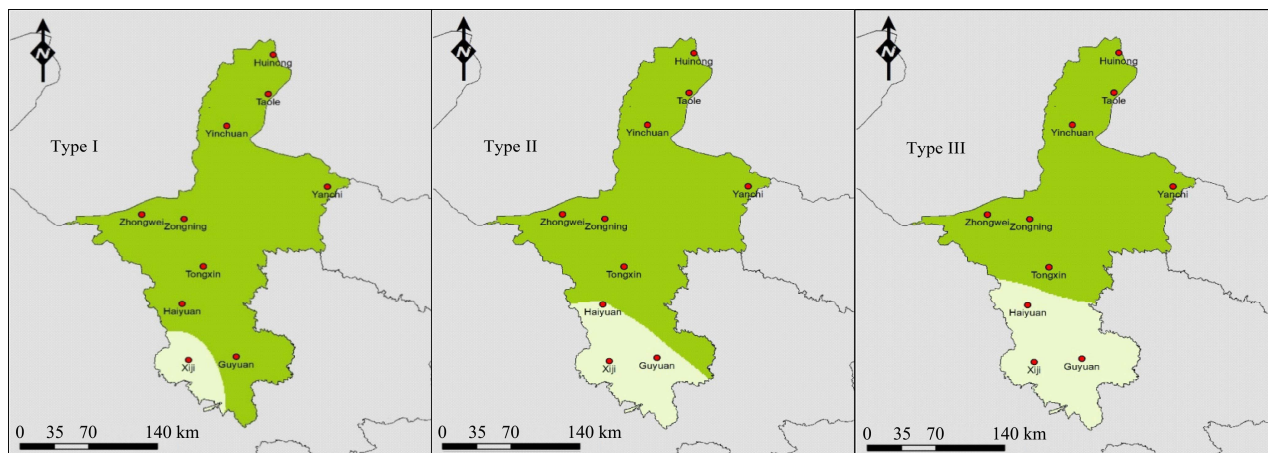 N
Huinong
Taole
Yinchuan
Type I
Yanchi
Zhongwei
Zongning
Tongxin
Haiyuan
Xiji
Guyuan
0 35 70 140 km
N
Huinong
Taole
Yinchuan
Type II
Yanchi
Zhongwei
Zongning
Tongxin
Haiyuan
Xiji
Guyuan
0 35 70 140 km
N
Huinong
Taole
Yinchuan
Type III
Yanchi
Zhongwei
Zongning
Tongxin
Haiyuan
Xiji
Guyuan
0 35 70 140 km